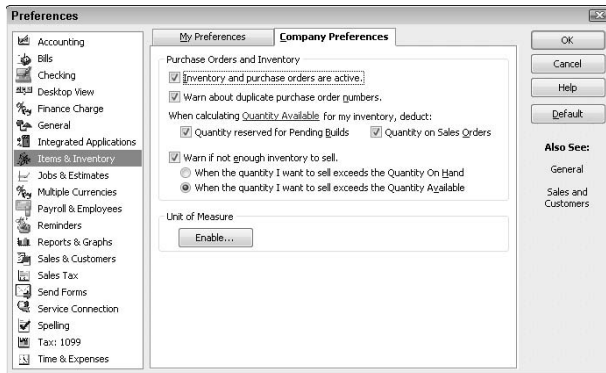 Preferences
Accounting
Bills
Checking
Desktop View
Finance Charge
General
Integrated Applications
Items & Inventory
Jobs & Estimates
Multiple Currencies
Payroll & Employees
Reminders
Reports & Graphs
Sales & Customers
Sales Tax
Send Forms
Service Connection
Spelling
Tax: 1099
Time & Expenses
My Preferences
Company Preferences
Purchase Orders and Inventory
Inventory and purchase orders are active.
Warn about duplicate purchase order numbers.
When calculating Quantity Available for my inventory, deduct:
Quantity reserved for Pending Builds
Quantity on Sales Orders
Warn if not enough inventory to sell.
When the quantity I want to sell exceeds the Quantity On Hand
When the quantity I want to sell exceeds the Quantity Available
Unit of Measure
Enable...
OK
Cancel
Help
Default
Also See:
General
Sales and
Customers